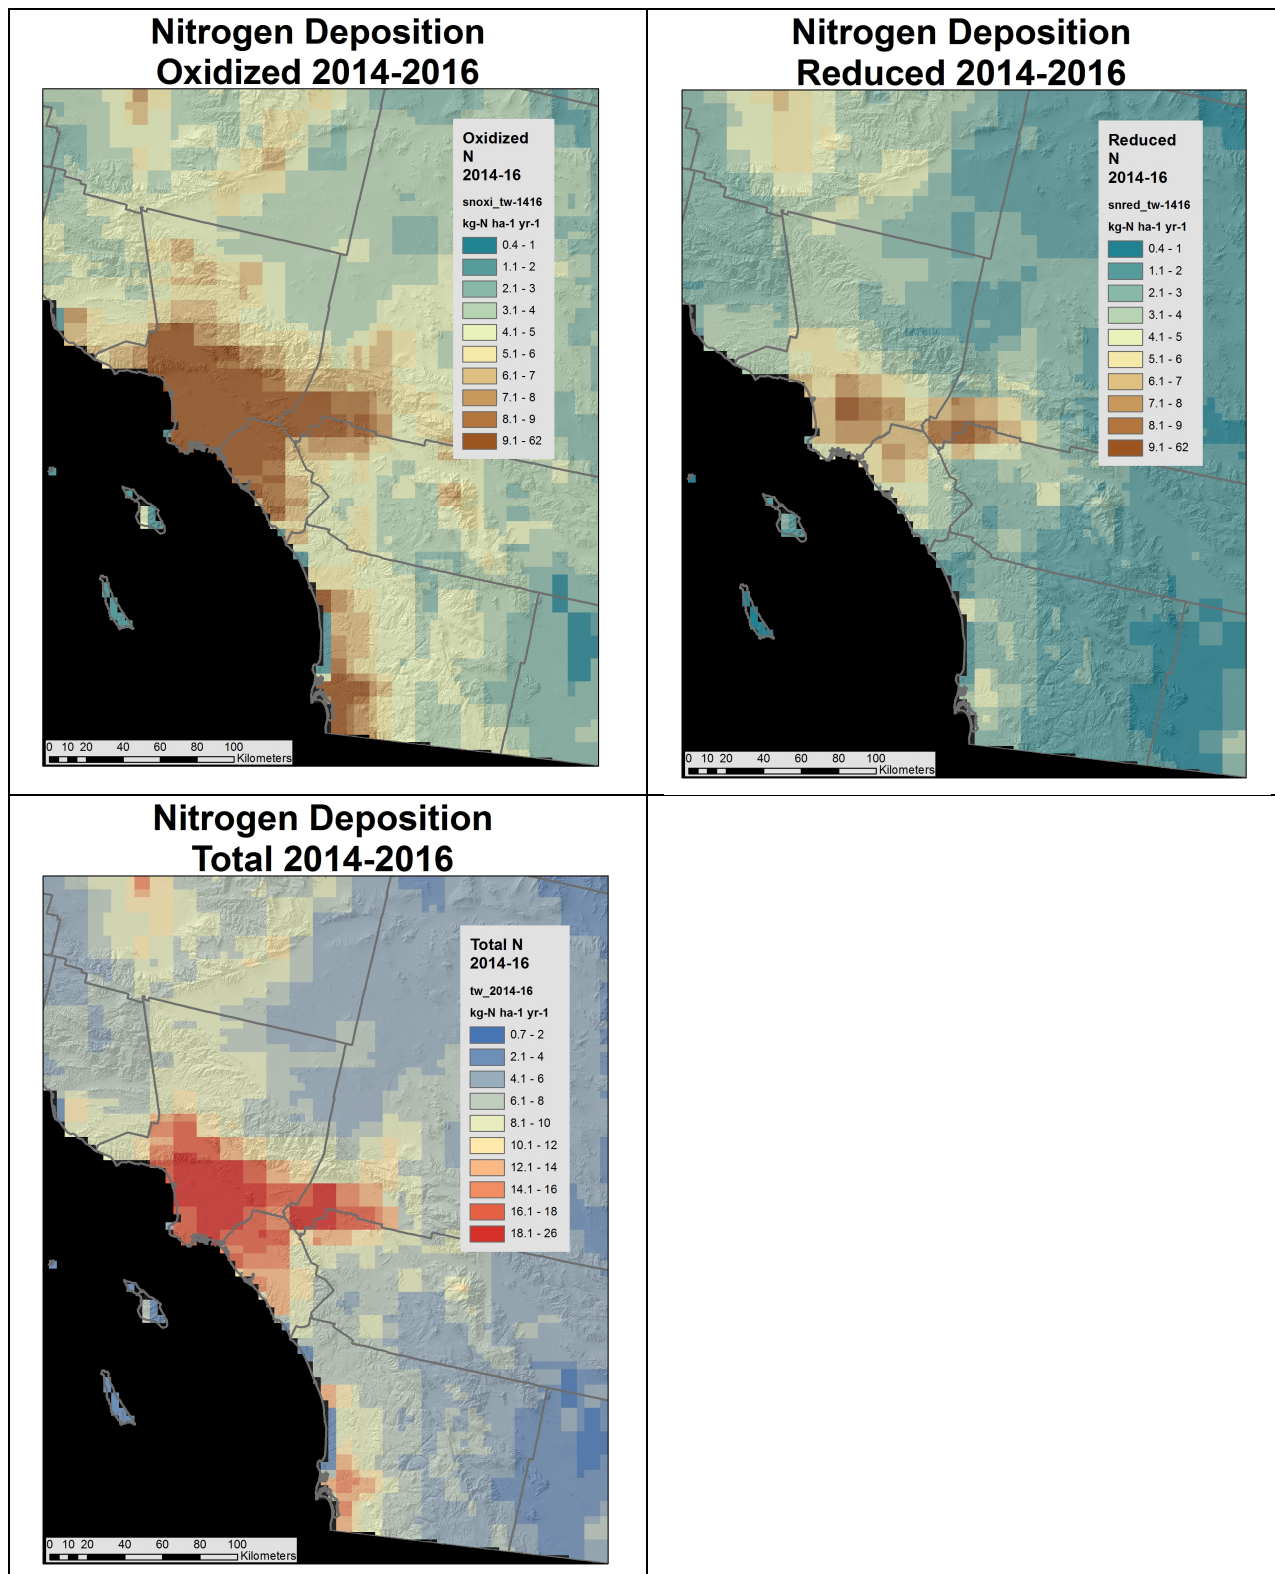 Nitrogen Deposition
Oxidized 2014-2016
Oxidized
N
2014-16
snoxi_tw-1416
kg-N ha-1 yr-1
0.4 - 1
1.1 - 2
2.1 - 3
3.1 - 4
4.1 - 5
5.1 - 6
6.1 - 7
7.1 - 8
8.1 - 9
9.1 - 62
0 10 20 40 60 80 100
Kilometers
Nitrogen Deposition
Reduced 2014-2016
Reduced
N
2014-16
snred_tw-1416
kg-N ha-1 yr-1
0.4 - 1
1.1 - 2
2.1 - 3
3.1 - 4
4.1 - 5
5.1 - 6
6.1 - 7
7.1 - 8
8.1 - 9
9.1 - 62
0 10 20 40 60 80 100
Kilometers
Nitrogen Deposition
Total 2014-2016
Total N
2014-16
tw_2014-16
kg-N ha-1 yr-1
0.7 - 2
2.1 - 4
4.1 - 6
6.1 - 8
8.1 - 10
10.1 - 12
12.1 - 14
14.1 - 16
16.1 - 18
18.1 - 26
0 10 20 40 60 80 100
Kilometers